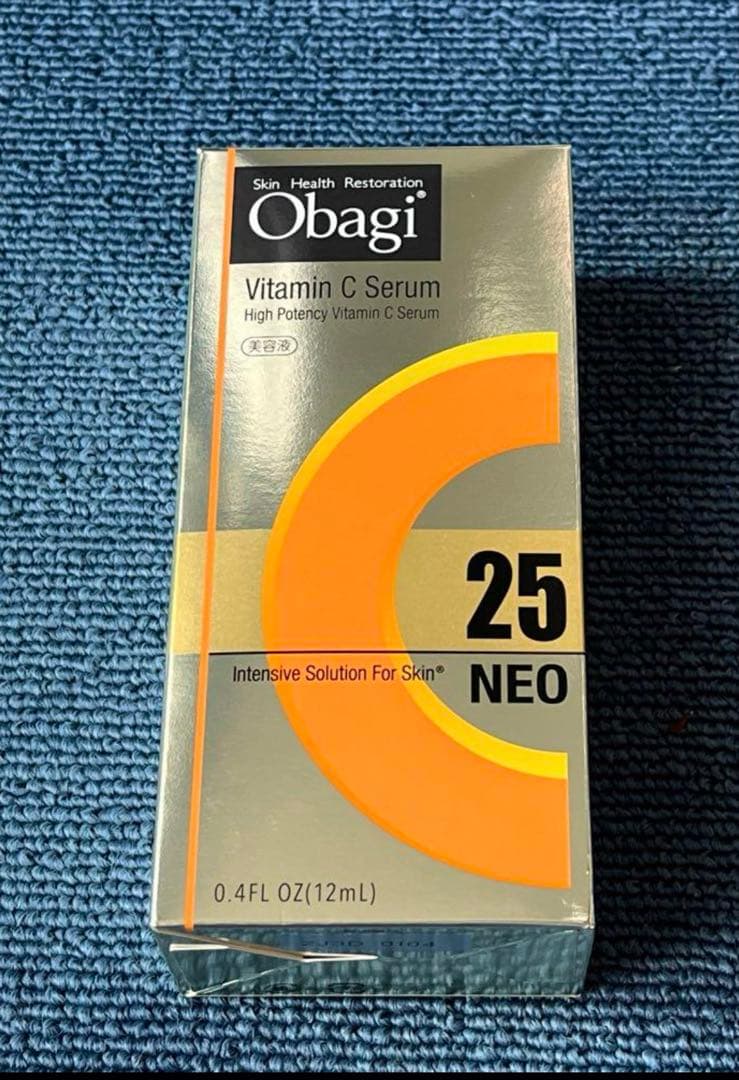 Skin Health Restoration
Obagi®
Vitamin C Serum
High Potency Vitamin C Serum
美容液
25
NEO
Intensive Solution For Skin®
0.4FL OZ(12mL)